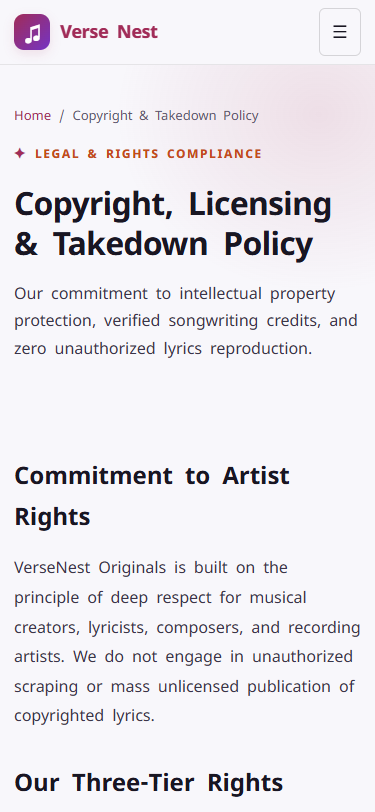 Verse Nest
Home / Copyright & Takedown Policy
✦ LEGAL & RIGHTS COMPLIANCE
Copyright, Licensing
& Takedown Policy
Our commitment to intellectual property
protection, verified songwriting credits, and
zero unauthorized lyrics reproduction.
Commitment to Artist
Rights
VerseNest Originals is built on the
principle of deep respect for musical
creators, lyricists, composers, and recording
artists. We do not engage in unauthorized
scraping or mass unlicensed publication of
copyrighted lyrics.
Our Three-Tier Rights